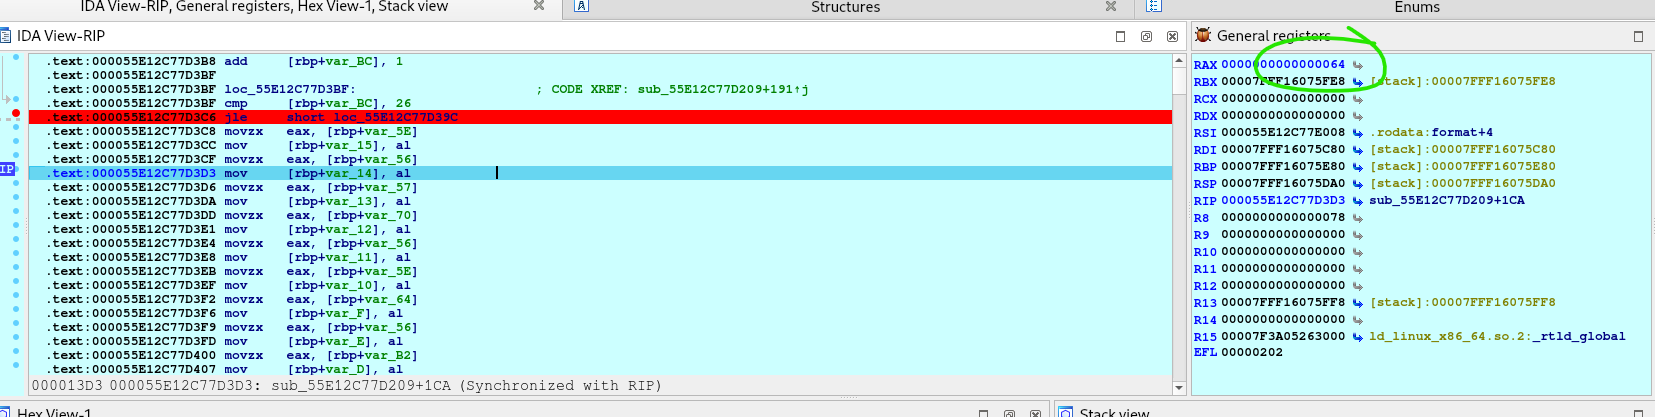 IDA View-RIP, General registers, Hex View-1, Stack view
Structures
Enums
IDA View-RIP
.text:000055E12C77D3B8 add [rbp+var_BC], 1
.text:000055E12C77D3BF
.text:000055E12C77D3BF loc_55E12C77D3BF: ; CODE XREF: sub_55E12C77D209+191↑j
.text:000055E12C77D3BF cmp [rbp+var_BC], 26
.text:000055E12C77D3C6 jle short loc_55E12C77D39C
.text:000055E12C77D3C8 movzx eax, [rbp+var_5E]
.text:000055E12C77D3CC mov [rbp+var_15], al
.text:000055E12C77D3CF movzx eax, [rbp+var_56]
IP
.text:000055E12C77D3D3 mov [rbp+var_14], al
.text:000055E12C77D3D6 movzx eax, [rbp+var_57]
.text:000055E12C77D3DA mov [rbp+var_13], al
.text:000055E12C77D3DD movzx eax, [rbp+var_70]
.text:000055E12C77D3E1 mov [rbp+var_12], al
.text:000055E12C77D3E4 movzx eax, [rbp+var_56]
.text:000055E12C77D3E8 mov [rbp+var_11], al
.text:000055E12C77D3EB movzx eax, [rbp+var_5E]
.text:000055E12C77D3EF mov [rbp+var_10], al
.text:000055E12C77D3F2 movzx eax, [rbp+var_64]
.text:000055E12C77D3F6 mov [rbp+var_F], al
.text:000055E12C77D3F9 movzx eax, [rbp+var_56]
.text:000055E12C77D3FD mov [rbp+var_E], al
.text:000055E12C77D400 movzx eax, [rbp+var_B2]
.text:000055E12C77D407 mov [rbp+var_D], al
000013D3 000055E12C77D3D3: sub_55E12C77D209+1CA (Synchronized with RIP)
General registers
RAX 0000000000000064
RBX 00007FFF16075FE8 [stack]:00007FFF16075FE8
RCX 0000000000000000
RDX 0000000000000000
RSI 000055E12C77E008 .rodata:format+4
RDI 00007FFF16075C80 [stack]:00007FFF16075C80
RBP 00007FFF16075E80 [stack]:00007FFF16075E80
RSP 00007FFF16075DA0 [stack]:00007FFF16075DA0
RIP 000055E12C77D3D3 sub_55E12C77D209+1CA
R8 0000000000000078
R9 0000000000000000
R10 0000000000000000
R11 0000000000000000
R12 0000000000000000
R13 00007FFF16075FF8 [stack]:00007FFF16075FF8
R14 0000000000000000
R15 00007F3A05263000 ld_linux_x86_64.so.2:_rtld_global
EFL 00000202
Hex View-1
Stack view